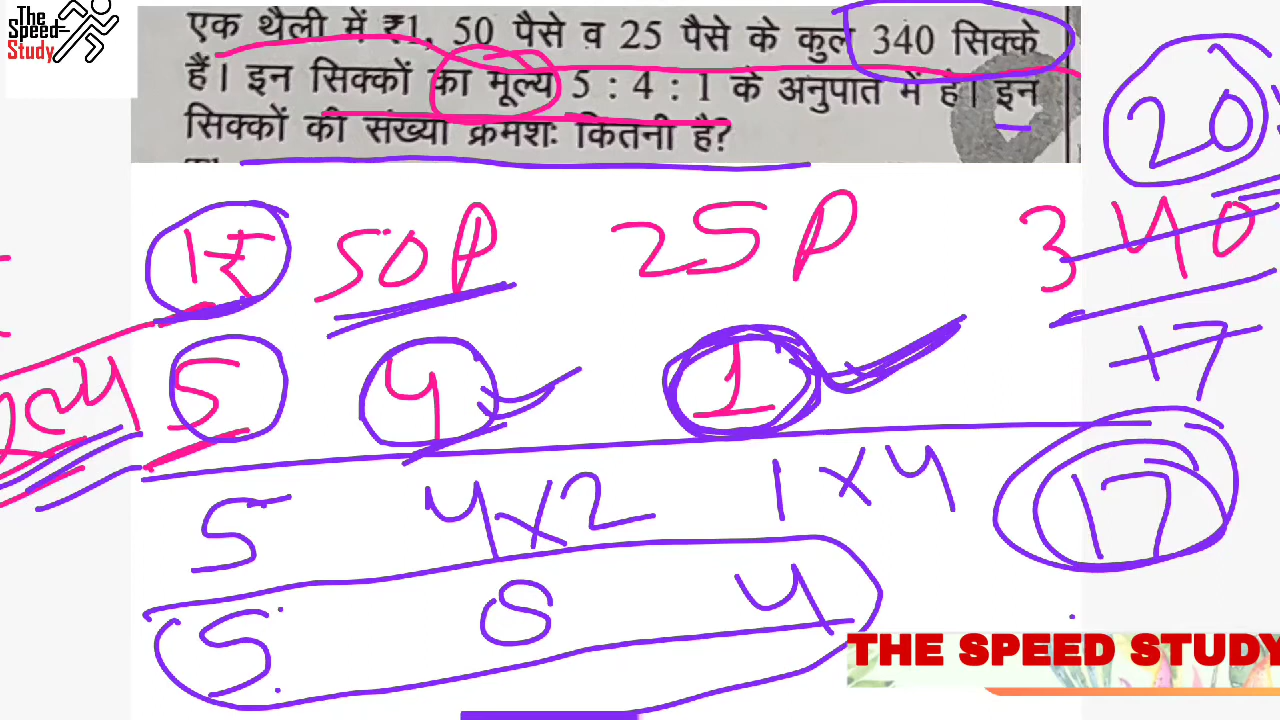 The
Speed-
Study
एक थैली में ₹1, 50 पैसे व 25 पैसे के कुल 340 सिक्के
हैं। इन सिक्कों का मूल्य 5 : 4 : 1 के अनुपात में है। इन
सिक्कों की संख्या क्रमशः कितनी है?
20
1₹ 50P 25P 340
17
मूल्य 5 4 1
5 4×2 1×4 17
5 8 4
THE SPEED STUDY